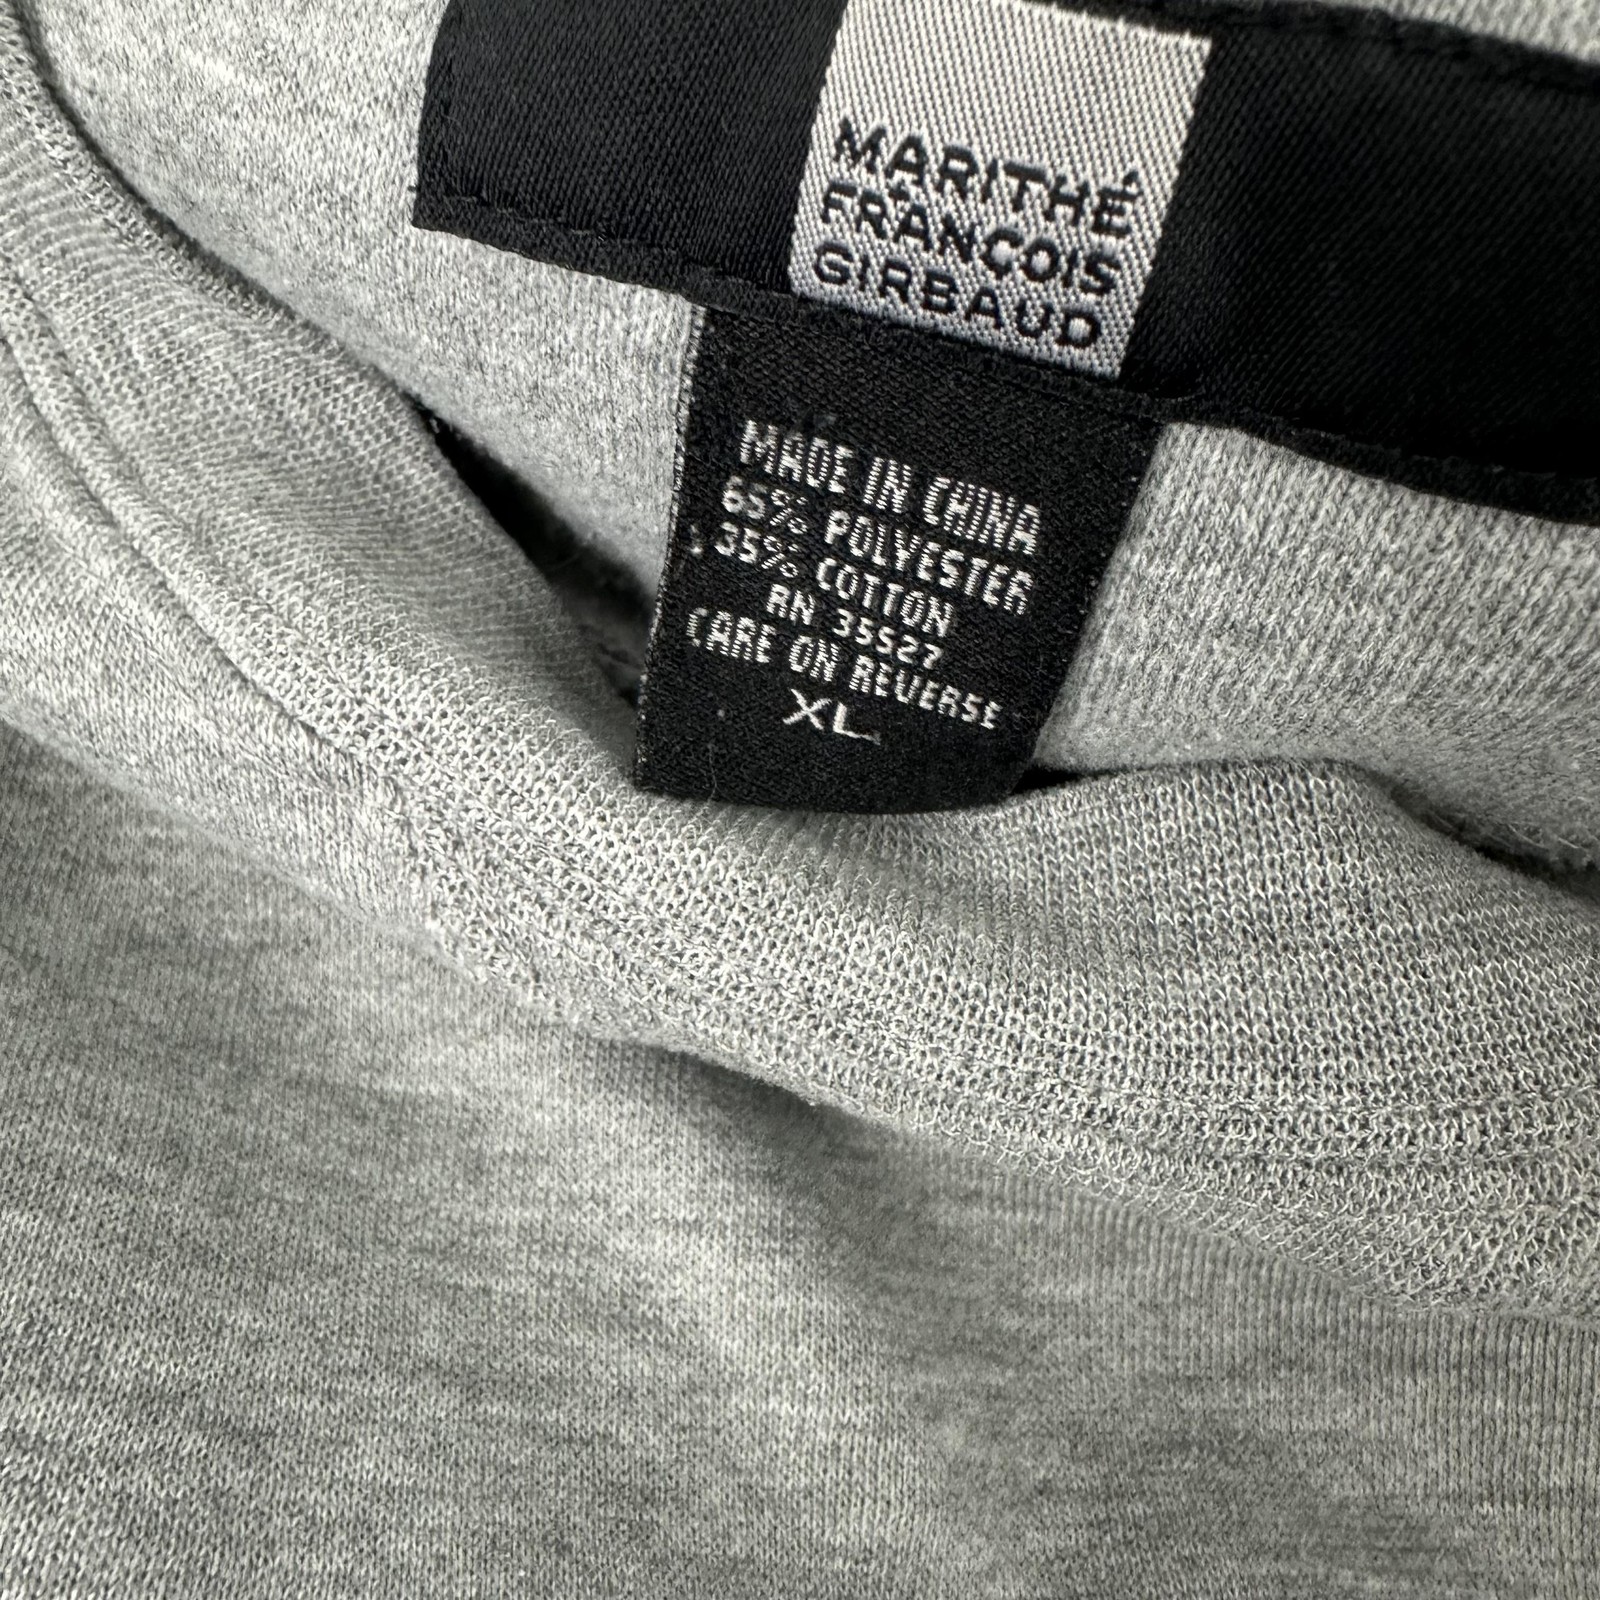 MARITHÉ
FRANÇOIS
GIRBAUD
MADE IN CHINA
65% POLYESTER
35% COTTON
RN 35527
CARE ON REVERSE
XL